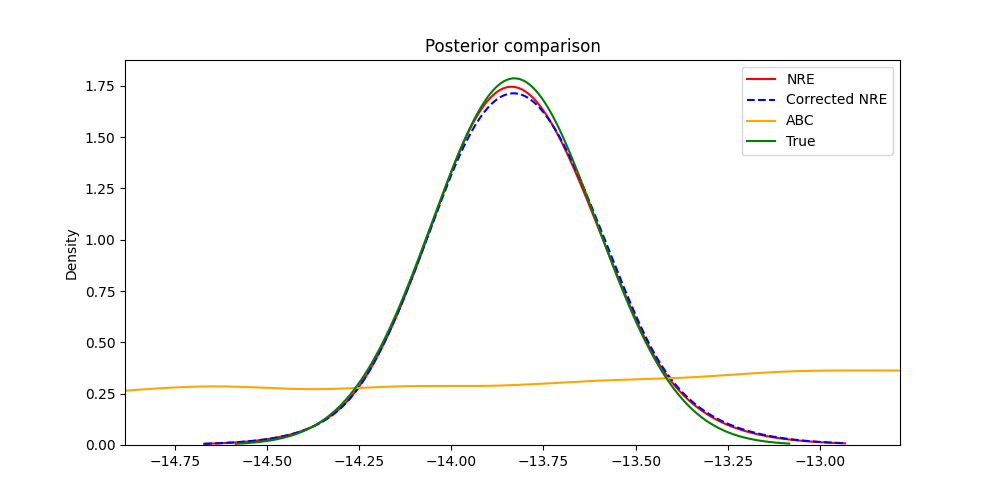 Posterior comparison
NRE
Corrected NRE
ABC
True
Density
1.75
1.50
1.25
1.00
0.75
0.50
0.25
0.00
−14.75 −14.50 −14.25 −14.00 −13.75 −13.50 −13.25 −13.00